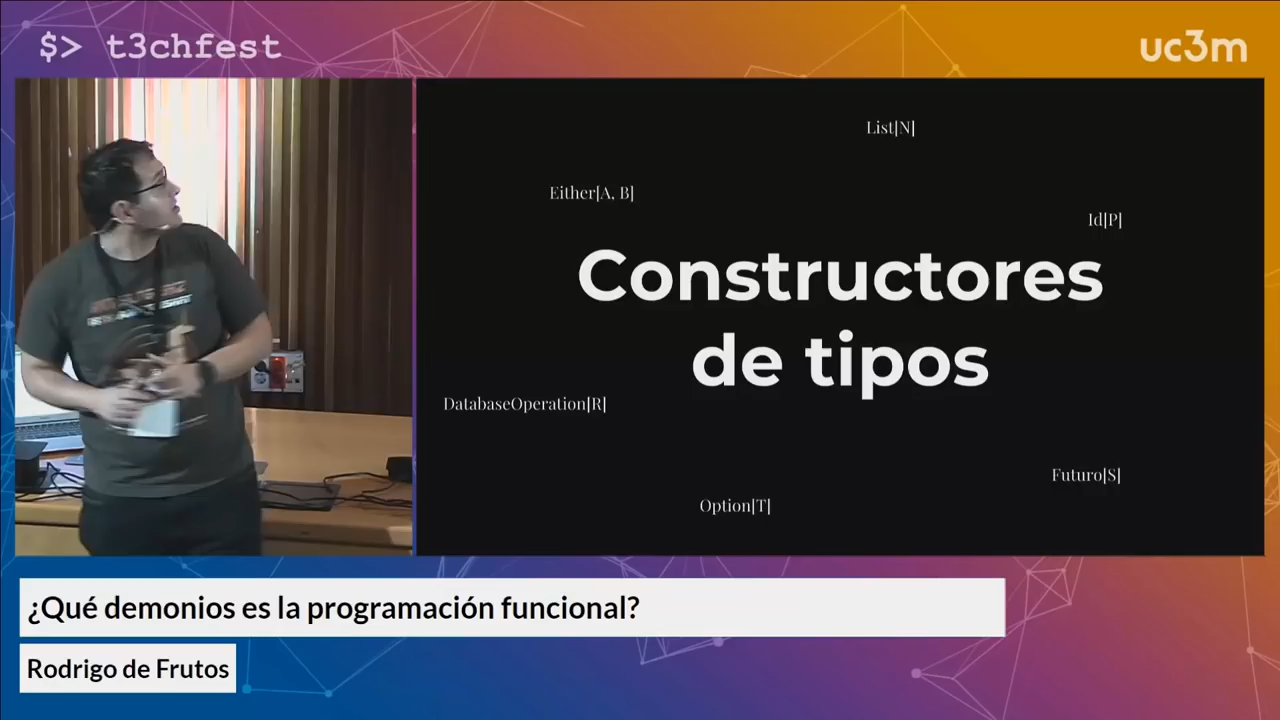 $> t3chfest
uc3m
List[N]
Either[A, B]
Id[P]
Constructores
de tipos
DatabaseOperation[R]
Futuro[S]
Option[T]
¿Qué demonios es la programación funcional?
Rodrigo de Frutos